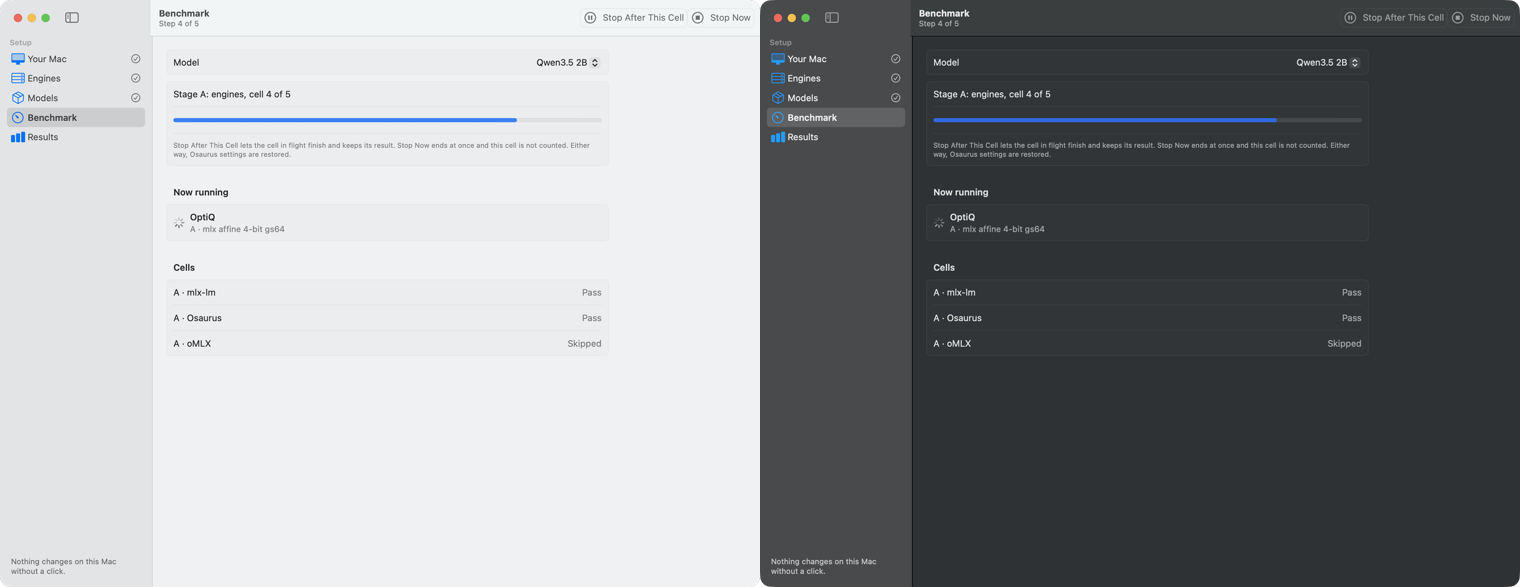 Benchmark
Step 4 of 5
Stop After This Cell
Stop Now
Setup
Your Mac
Engines
Models
Benchmark
Results
Model
Qwen3.5 2B
Stage A: engines, cell 4 of 5
Stop After This Cell lets the cell in flight finish and keeps its result. Stop Now ends at once and this cell is not counted. Either
way, Osaurus settings are restored.
Now running
OptiQ
A · mlx affine 4-bit gs64
Cells
A · mlx-lm
Pass
A · Osaurus
Pass
A · oMLX
Skipped
Nothing changes on this Mac
without a click.
Benchmark
Step 4 of 5
Stop After This Cell
Stop Now
Setup
Your Mac
Engines
Models
Benchmark
Results
Model
Qwen3.5 2B
Stage A: engines, cell 4 of 5
Stop After This Cell lets the cell in flight finish and keeps its result. Stop Now ends at once and this cell is not counted. Either
way, Osaurus settings are restored.
Now running
OptiQ
A · mlx affine 4-bit gs64
Cells
A · mlx-lm
Pass
A · Osaurus
Pass
A · oMLX
Skipped
Nothing changes on this Mac
without a click.